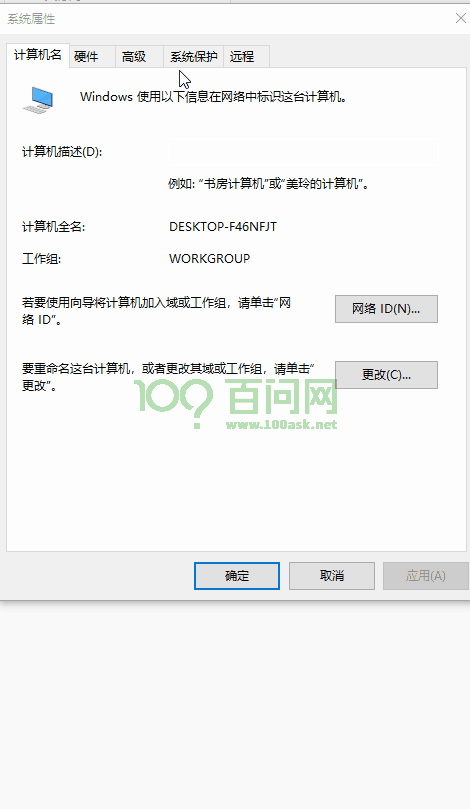 系统属性
计算机名 硬件 高级 系统保护 远程
Windows 使用以下信息在网络中标识这台计算机。
计算机描述(D):
例如: “书房计算机”或“美玲的计算机”。
计算机全名: DESKTOP-F46NFJT
工作组: WORKGROUP
若要使用向导将计算机加入域或工作组，请单击“网
络 ID”。
网络 ID(N)...
要重命名这台计算机，或者更改其域或工作组，请单击“
更改”。
更改(C)...
100? 百问网
www.100ask.net
确定 取消 应用(A)